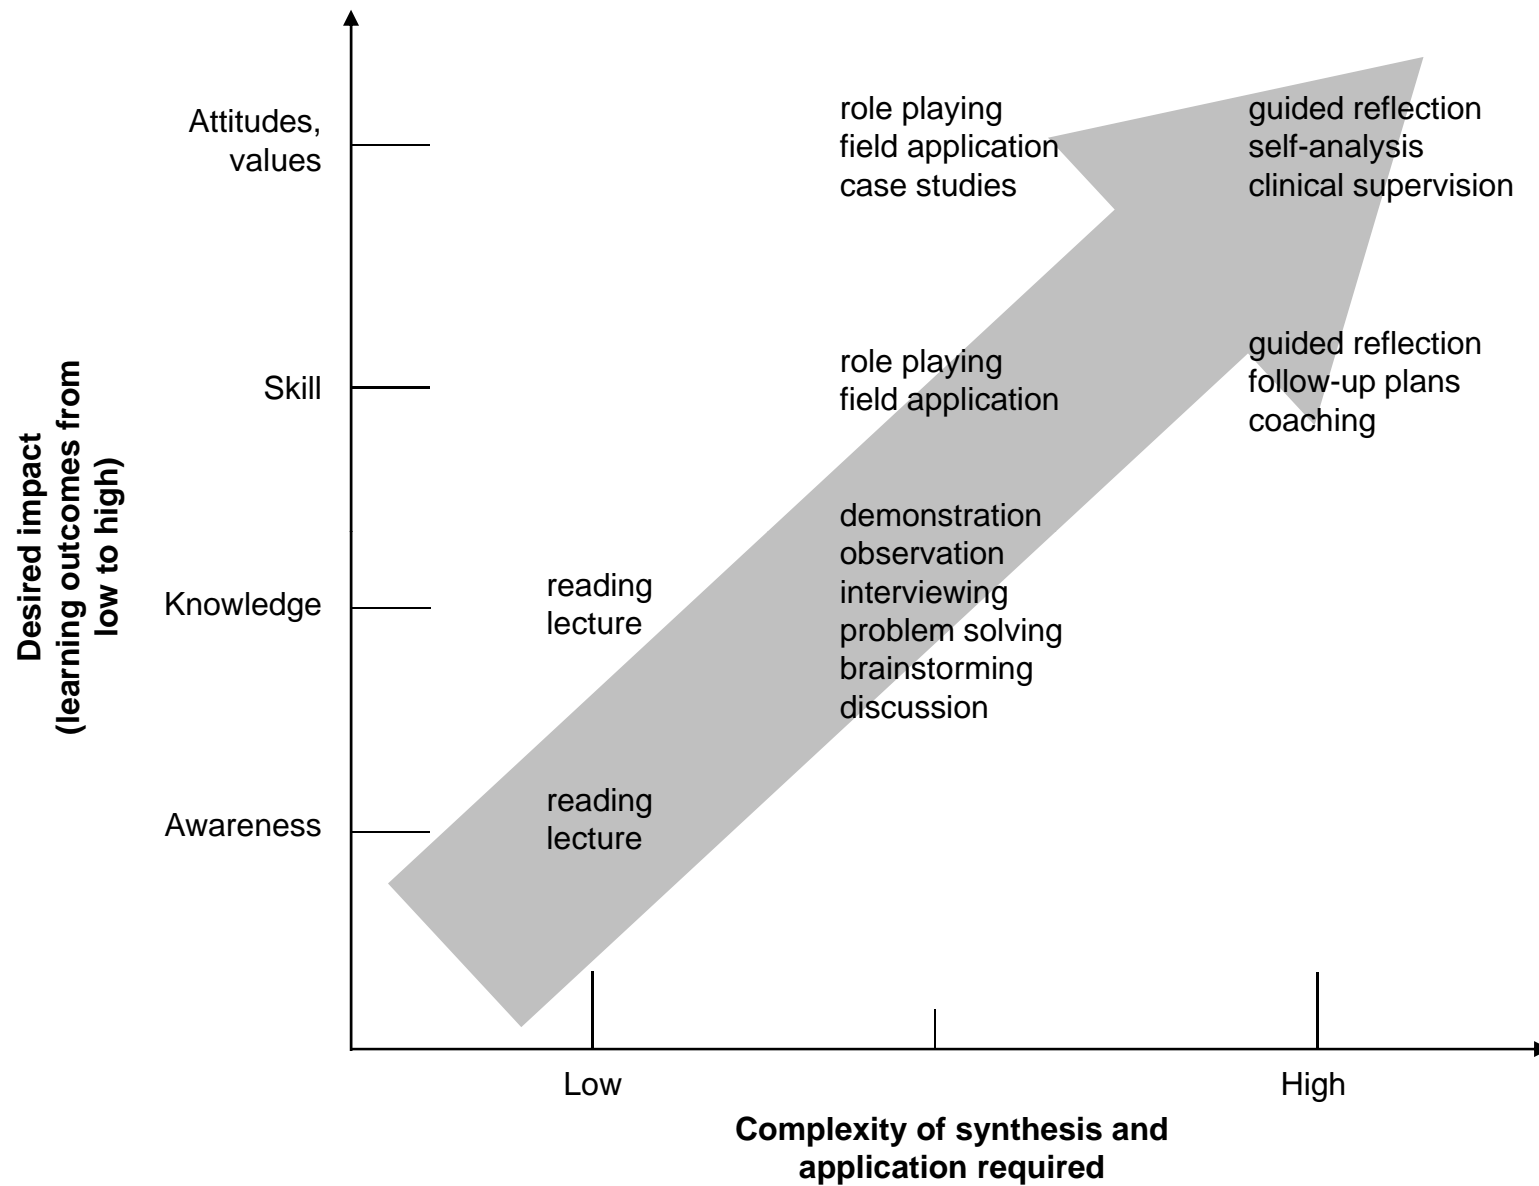 Attitudes,
values
role playing
field application
case studies
guided reflection
self-analysis
clinical supervision
Skill
role playing
field application
guided reflection
follow-up plans
coaching
Desired impact
(learning outcomes from
low to high)
Knowledge
reading
lecture
demonstration
observation
interviewing
problem solving
brainstorming
discussion
Awareness
reading
lecture
Low
High
Complexity of synthesis and
application required